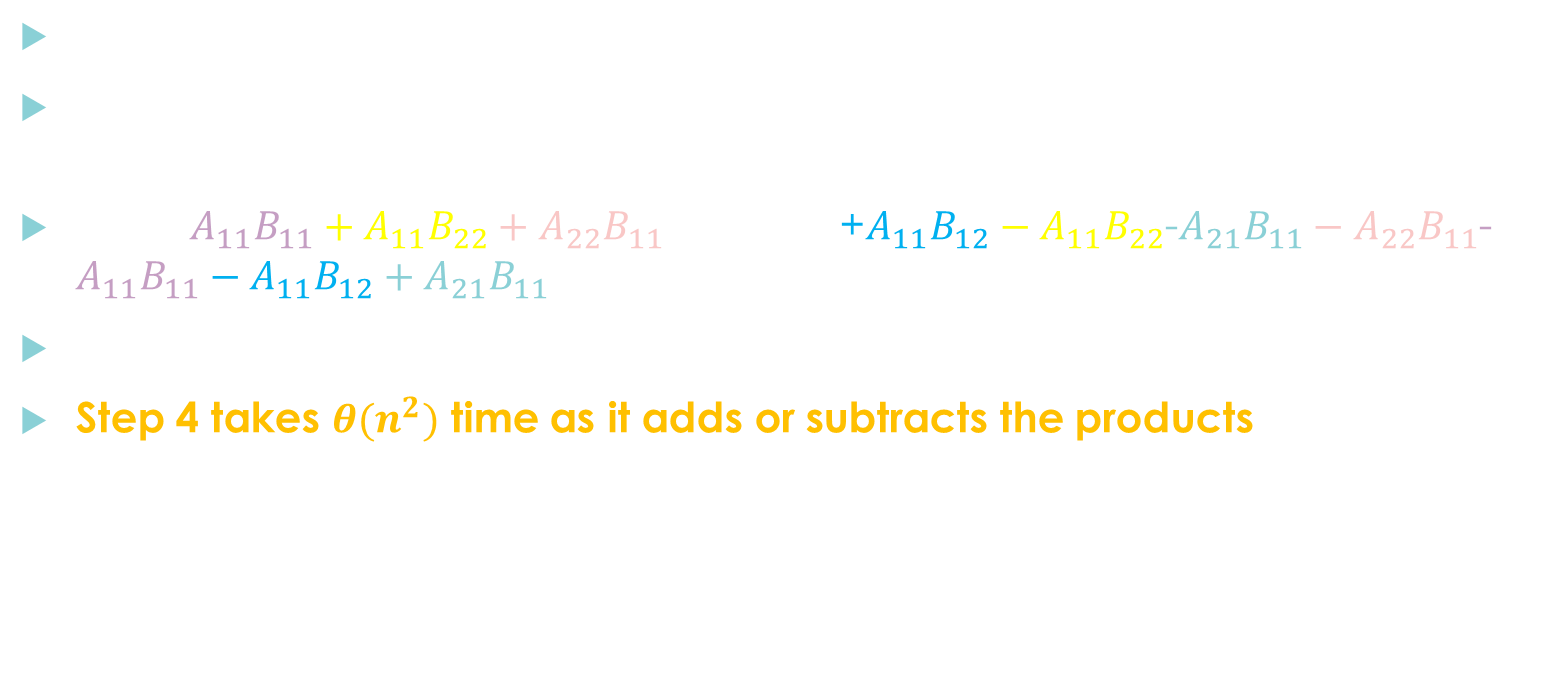 A₁₁B₁₁ + A₁₁B₂₂ + A₂₂B₁₁ +A₁₁B₁₂ − A₁₁B₂₂-A₂₁B₁₁ − A₂₂B₁₁-
A₁₁B₁₁ − A₁₁B₁₂ + A₂₁B₁₁
Step 4 takes θ(n²) time as it adds or subtracts the products